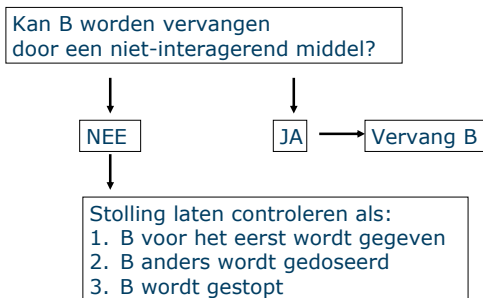 Kan B worden vervangen
door een niet-interagerend middel?
NEE
JA
Vervang B
Stolling laten controleren als:
1. B voor het eerst wordt gegeven
2. B anders wordt gedoseerd
3. B wordt gestopt